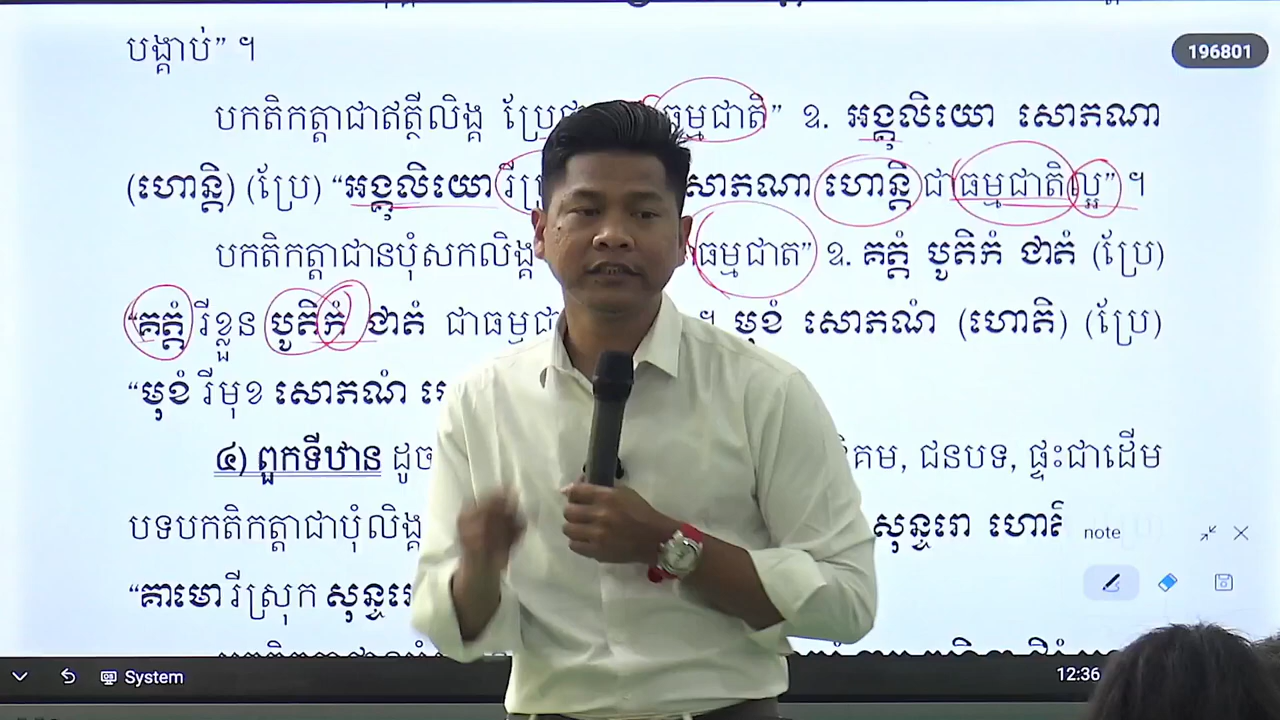 បង្គាប់” ។
196801
បកតិកត្តាជាឥត្ថីលិង្គ ប្រែជា ធម្មជាតិ” ឧ. អង្គុលិយោ សោភណា
(ហោន្តិ) (ប្រែ) “អង្គុលិយោ រី សោភណា ហោន្តិ ជាធម្មជាតិល្អ” ។
បកតិកត្តាជានបុំសកលិង្គ ធម្មជាត” ឧ. គត្តំ បូតិកំ ជាតំ (ប្រែ)
“គត្តំ រីខ្លួន បូតិកំ ជាតំ ជាធម្មជា ។ មុខំ សោភណំ (ហោតិ) (ប្រែ)
“មុខំ រីមុខ សោភណំ
៤) ពួកទីឋាន ដូច និគម, ជនបទ, ផ្ទះជាដើម
បទបកតិកត្តាជាបុំលិង្គ សុន្ទរោ ហោតិ
note
“គាមោ រីស្រុក សុន្ទរោ
System
12:36